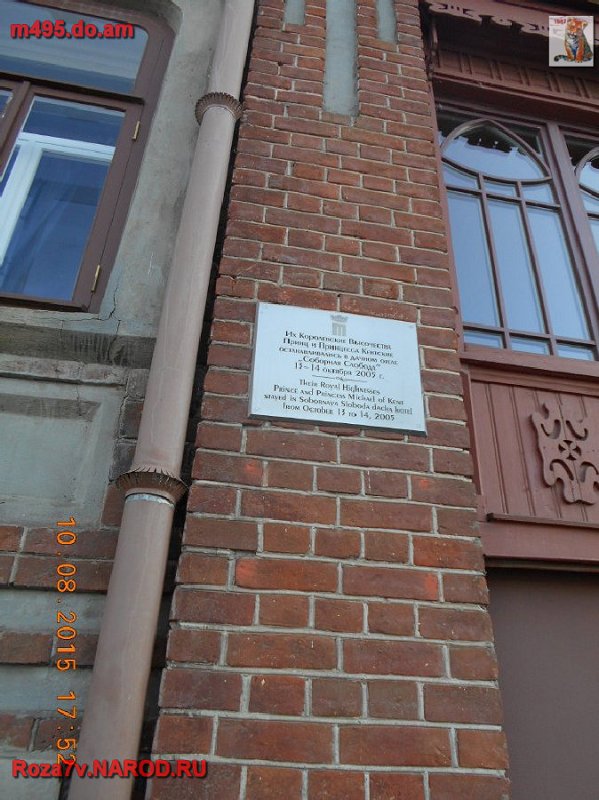 m495.do.am
1887
Их Королевские Высочества
Принц и Принцесса Кентские
останавливались в дачном отеле
„Соборная Слобода”
13-14 октября 2005 г.
Their Royal Highnesses
Prince and Princess Michael of Kent
stayed in Sobornaya Sloboda dacha hotel
from October 13 to 14, 2005
10.08.2015 17:52
Roza7v.NAROD.RU